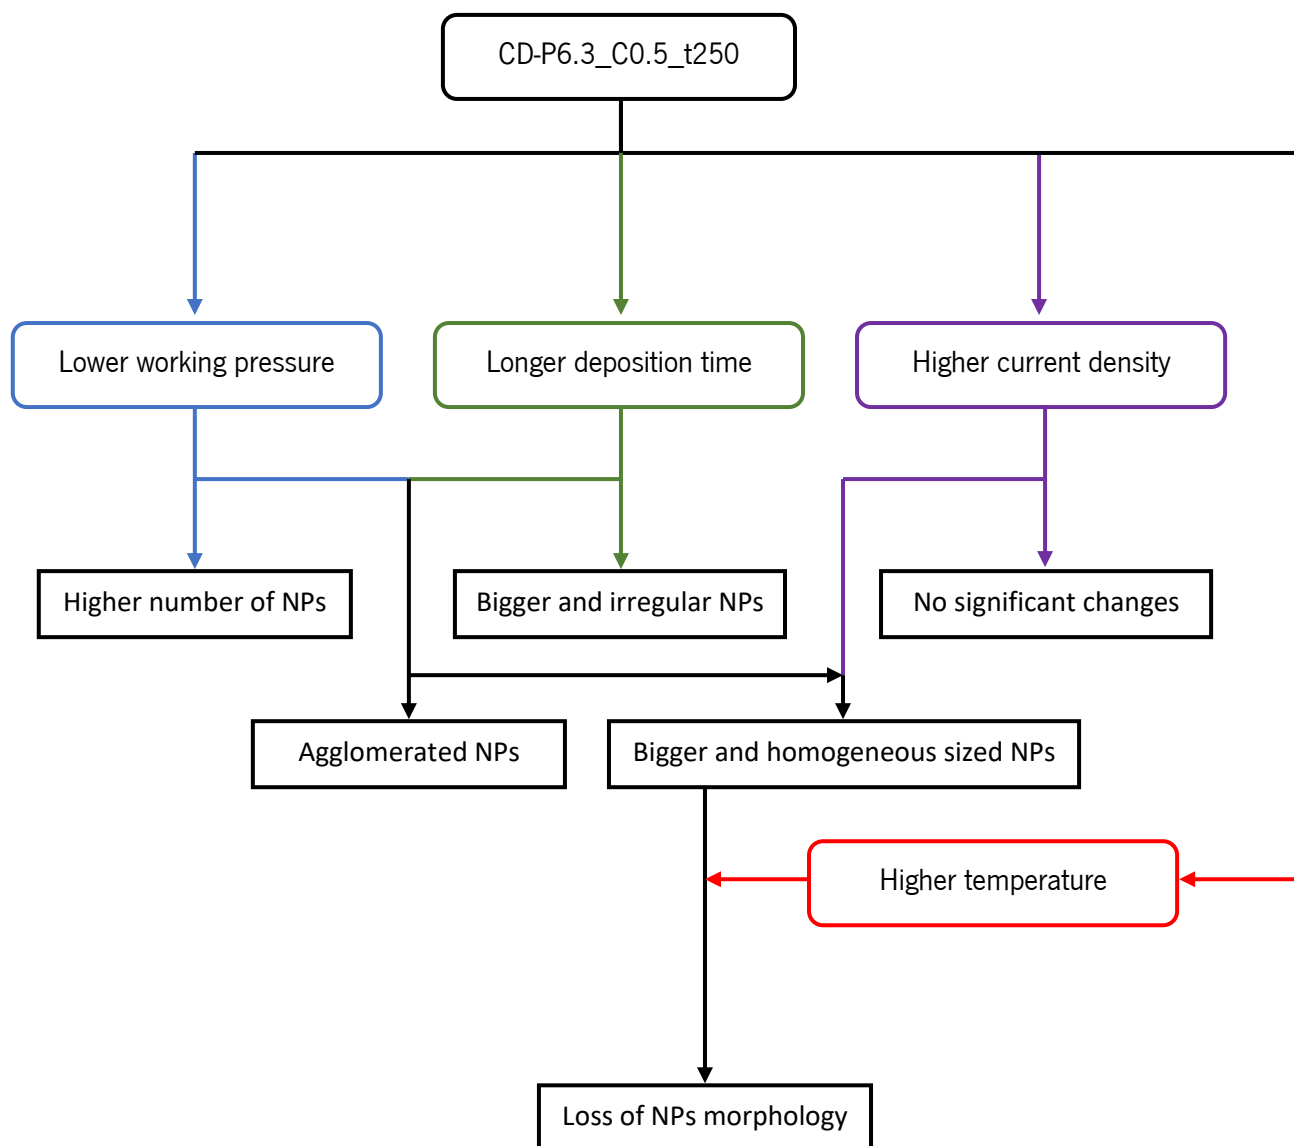 CD-P6.3_C0.5_t250
Lower working pressure
Longer deposition time
Higher current density
Higher number of NPs
Bigger and irregular NPs
No significant changes
Agglomerated NPs
Bigger and homogeneous sized NPs
Higher temperature
Loss of NPs morphology